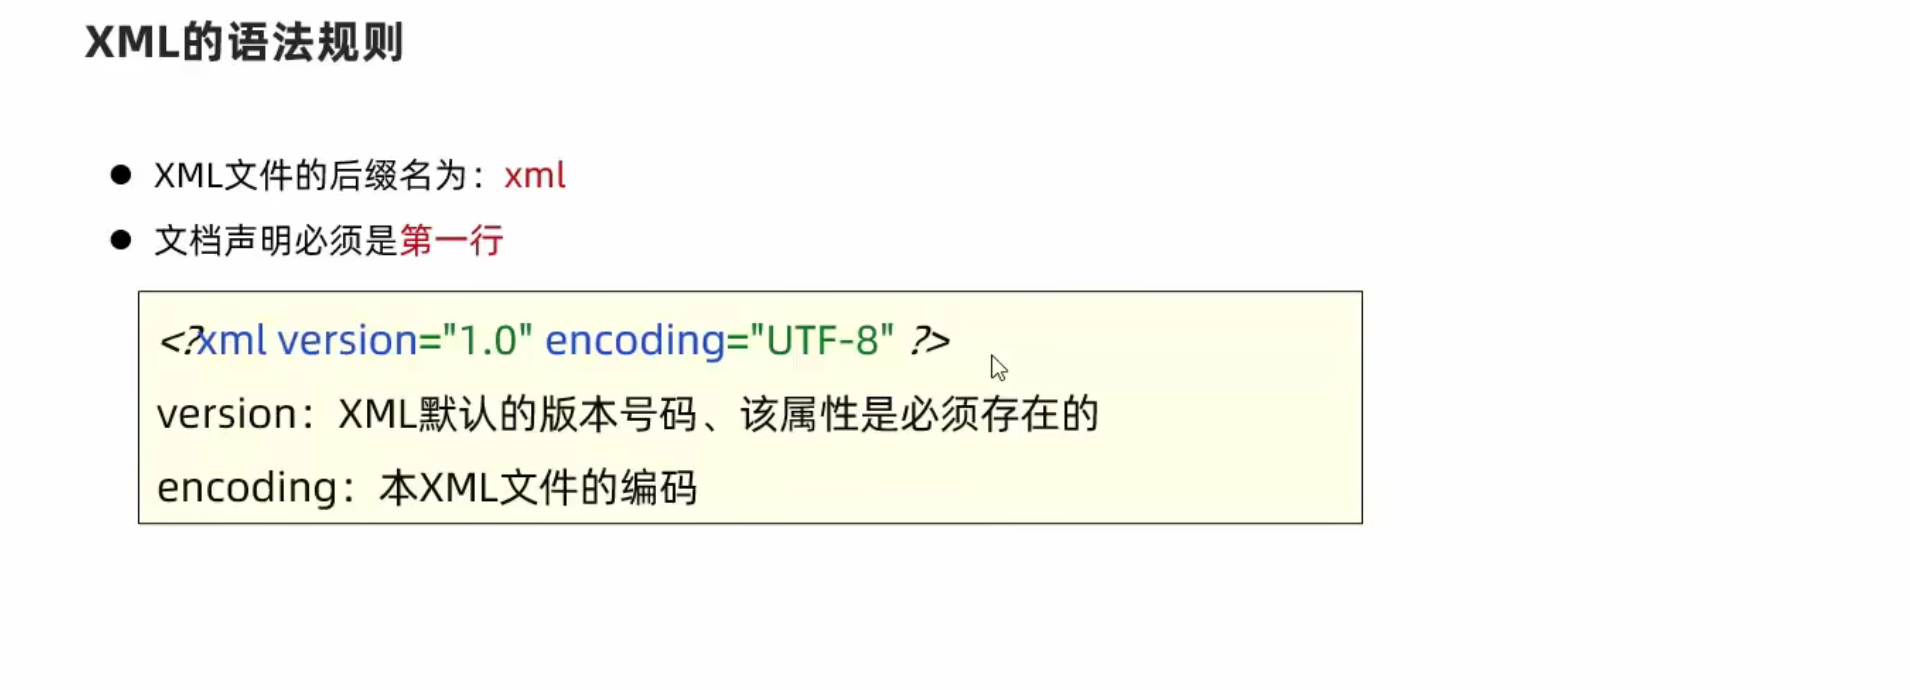 XML的语法规则
XML文件的后缀名为：xml
文档声明必须是第一行
<?xml version="1.0" encoding="UTF-8" ?>
version：XML默认的版本号码、该属性是必须存在的
encoding：本XML文件的编码